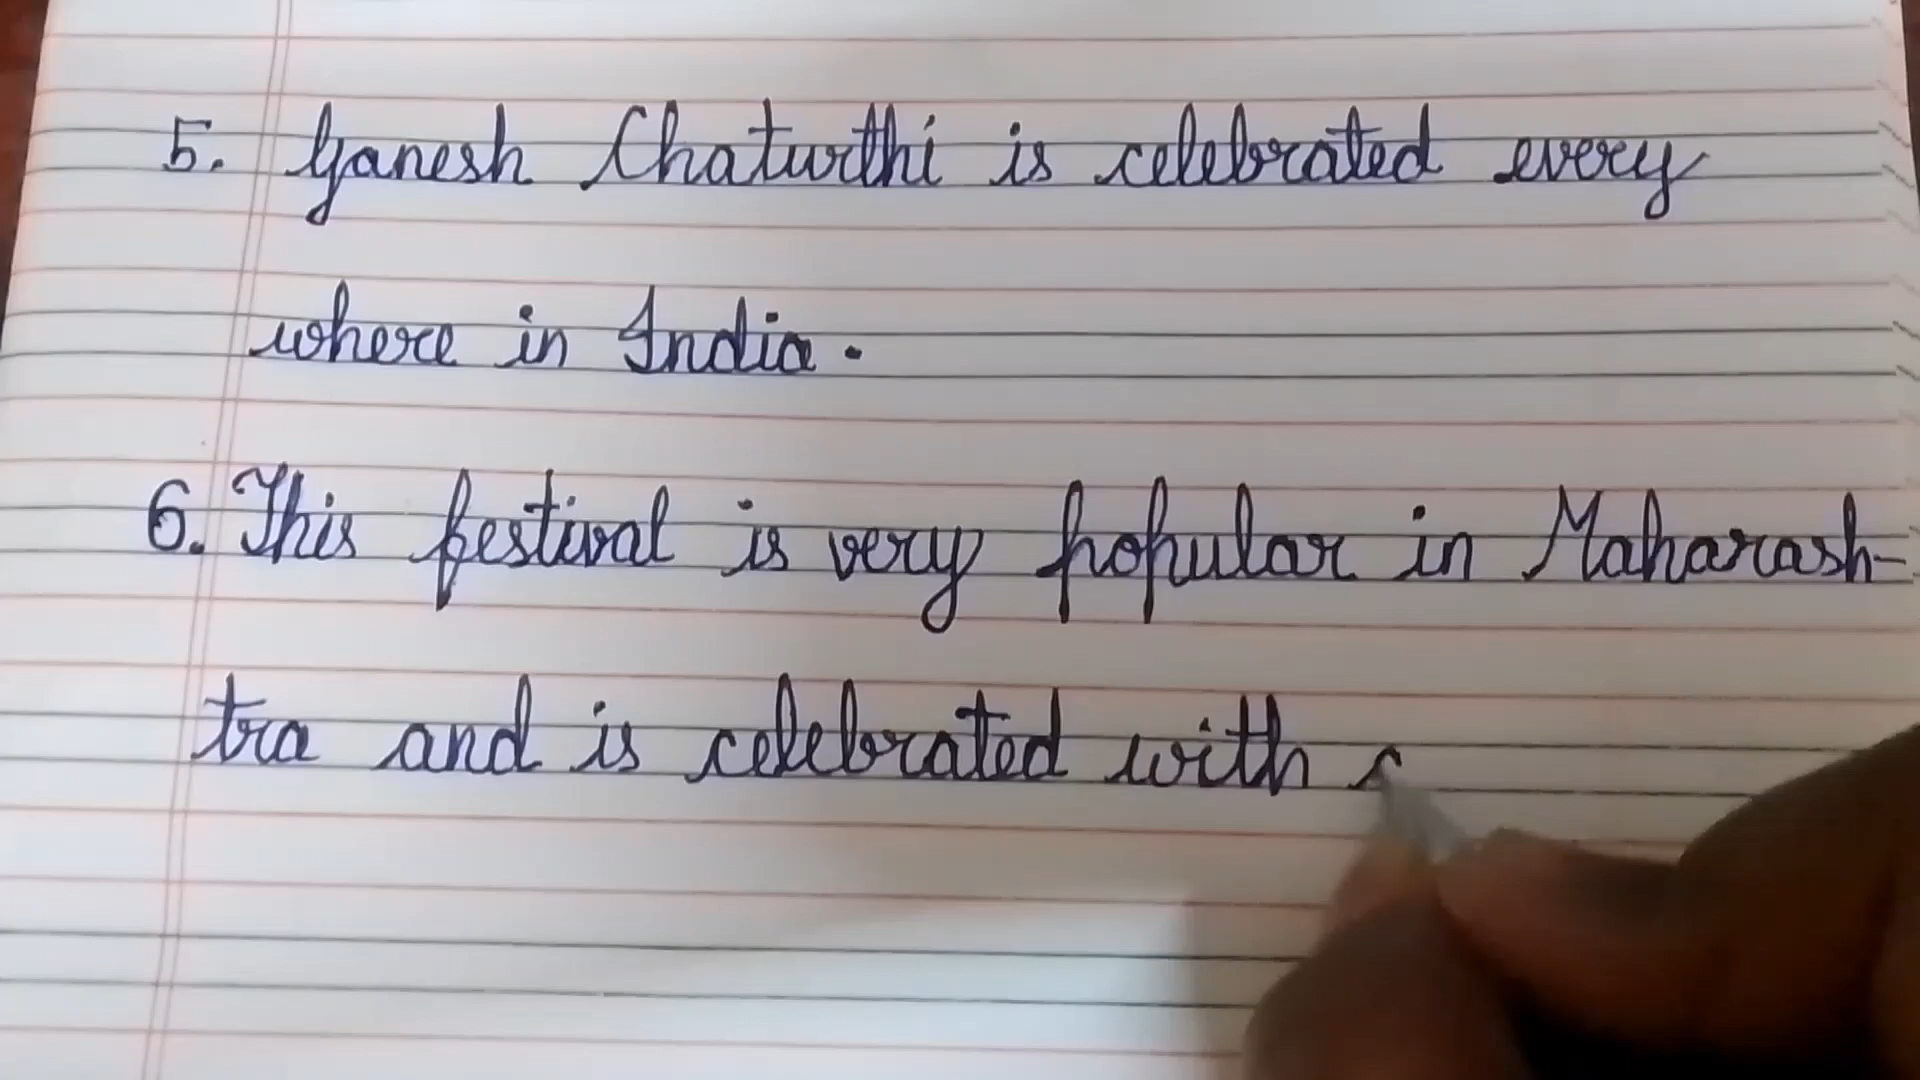 5. Ganesh Chaturthi is celebrated every
where in India.
6. This festival is very popular in Maharash-
tra and is celebrated with